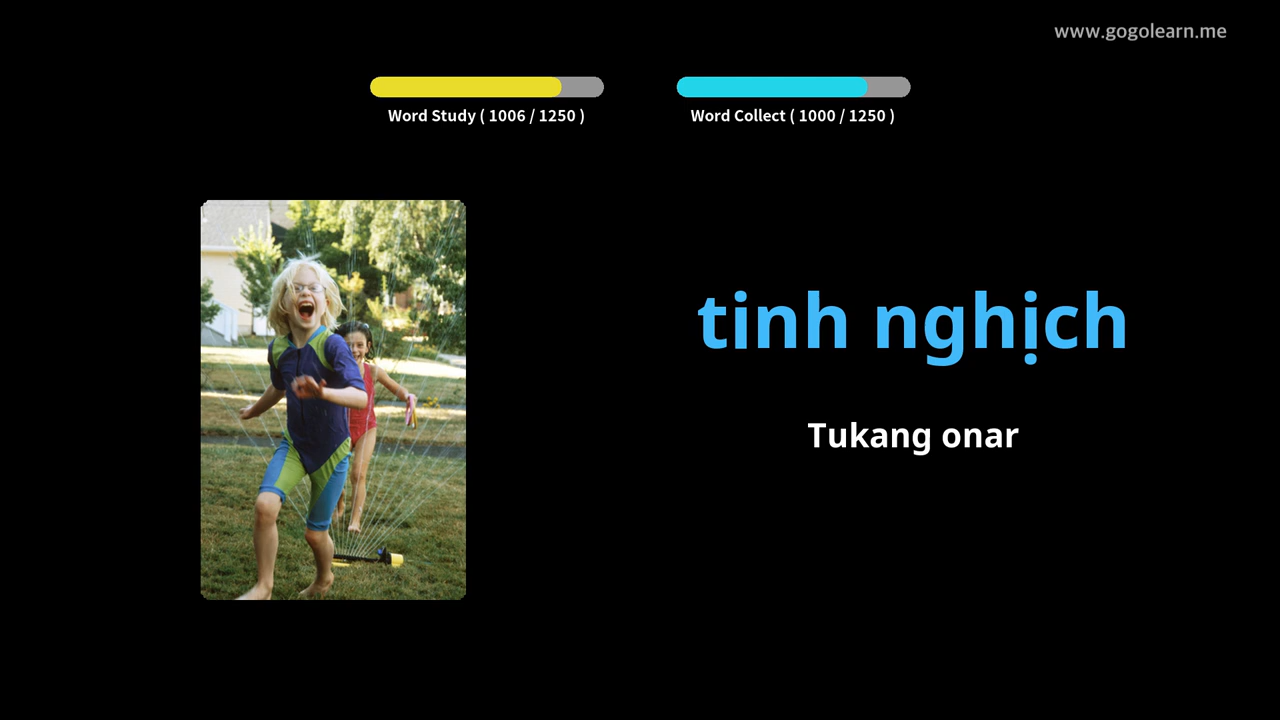 www.gogolearn.me
Word Study ( 1006 / 1250 )
Word Collect ( 1000 / 1250 )
tinh nghịch
Tukang onar